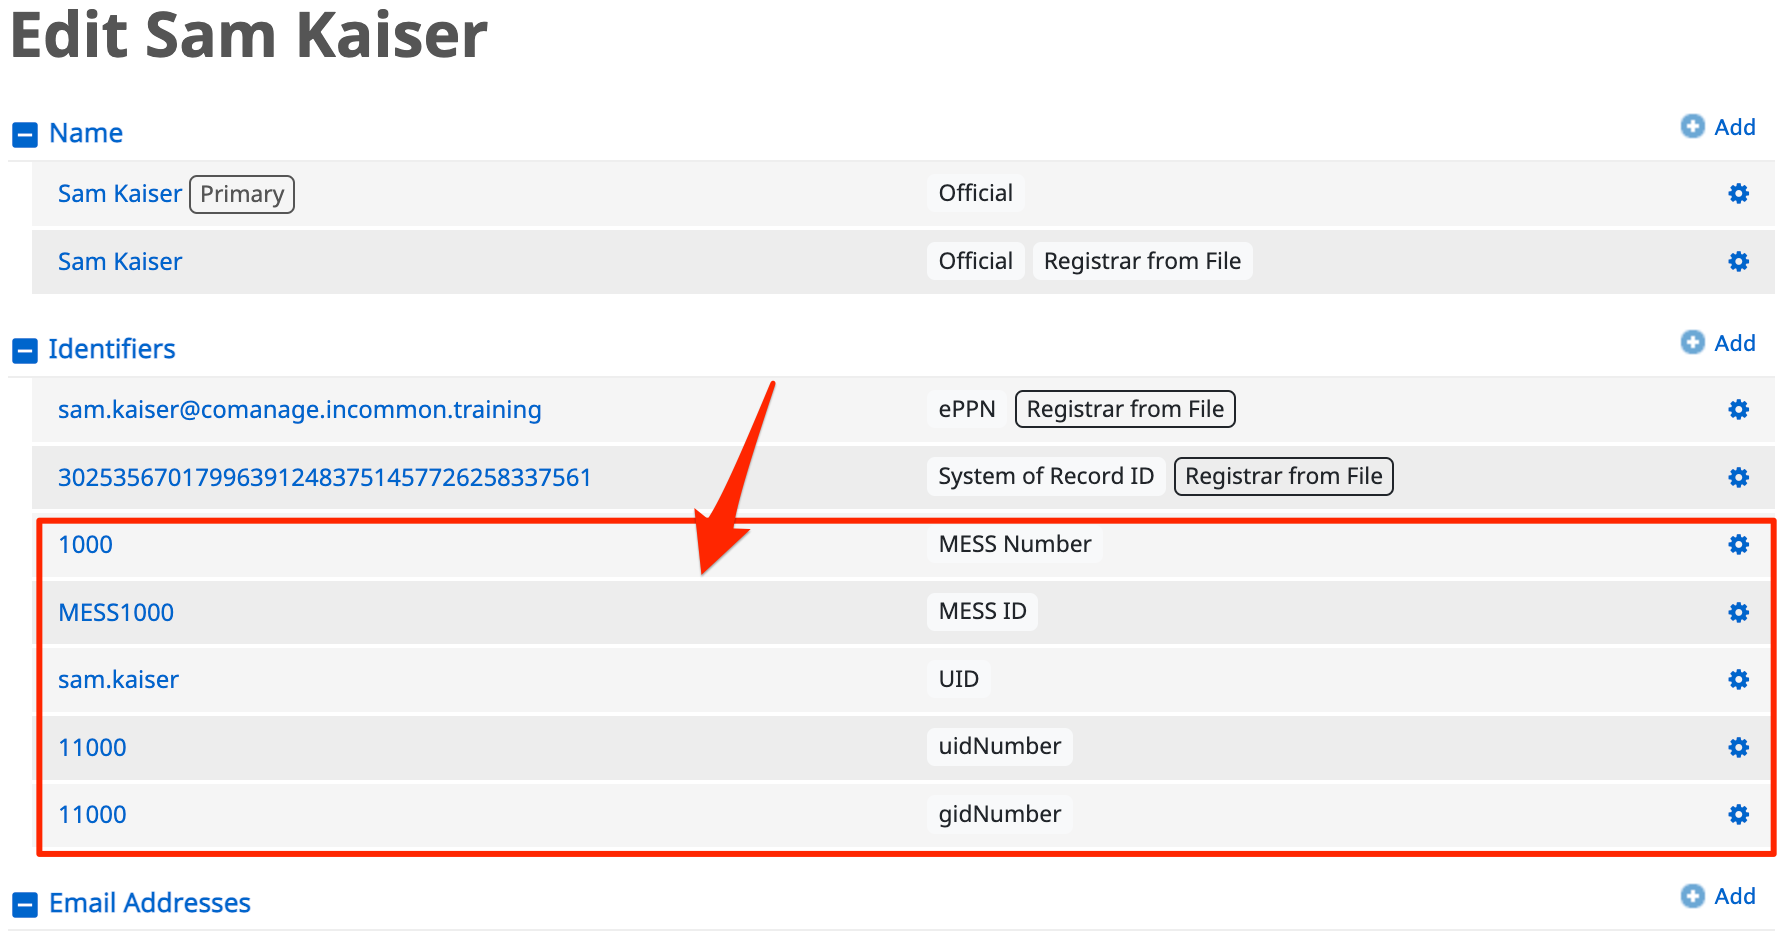 Edit Sam Kaiser
Name
Add
Sam Kaiser Primary Official
Sam Kaiser Official Registrar from File
Identifiers
Add
sam.kaiser@comanage.incommon.training ePPN Registrar from File
302535670179963912483751457726258337561 System of Record ID Registrar from File
1000 MESS Number
MESS1000 MESS ID
sam.kaiser UID
11000 uidNumber
11000 gidNumber
Email Addresses
Add